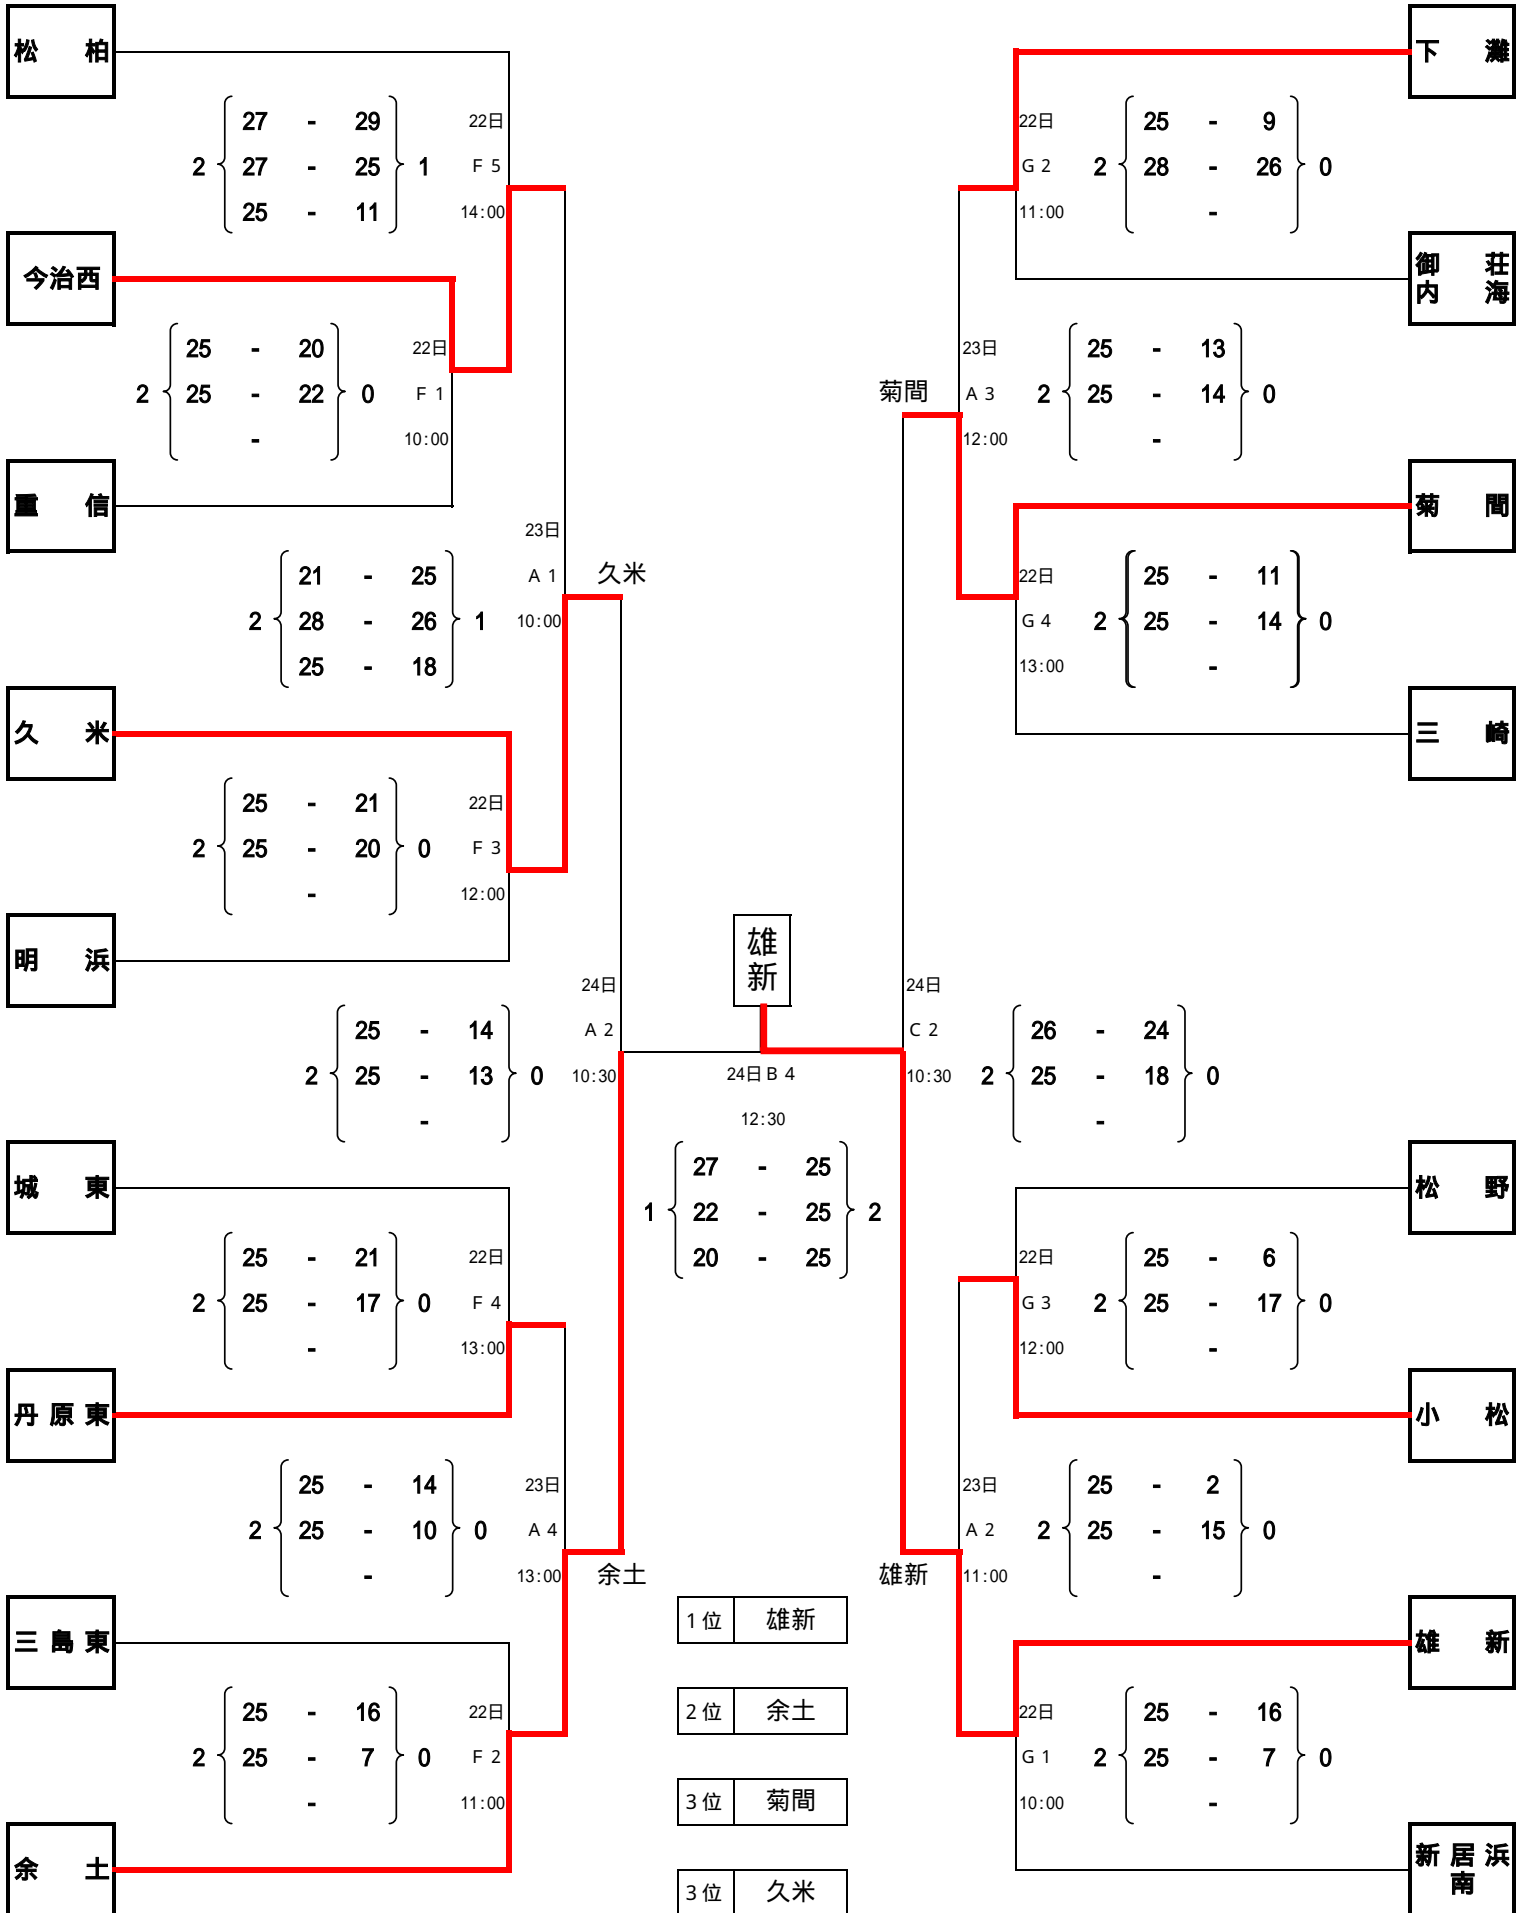 松 柏
27 - 29
2 27 - 25 1
25 - 11
22日
F 5
14:00
今治西
25 - 20
2 25 - 22 0
-
22日
F 1
10:00
重 信
21 - 25
2 28 - 26 1
25 - 18
23日
A 1
10:00
久米
久 米
25 - 21
2 25 - 20 0
-
22日
F 3
12:00
明 浜
25 - 14
2 25 - 13 0
-
24日
A 2
10:30
城 東
25 - 21
2 25 - 17 0
-
22日
F 4
13:00
丹 原 東
25 - 14
2 25 - 10 0
-
23日
A 4
13:00
余土
三 島 東
25 - 16
2 25 - 7 0
-
22日
F 2
11:00
余 土
雄
新
24日 B 4
12:30
27 - 25
1 22 - 25 2
20 - 25
1 位 雄新
2 位 余土
3 位 菊間
3 位 久米
下 灘
22日
G 2
11:00
25 - 9
2 28 - 26 0
-
御 荘
内 海
菊間
23日
A 3
12:00
25 - 13
2 25 - 14 0
-
菊 間
22日
G 4
13:00
25 - 11
2 25 - 14 0
-
三 崎
24日
C 2
10:30
26 - 24
2 25 - 18 0
-
松 野
22日
G 3
12:00
25 - 6
2 25 - 17 0
-
小 松
雄新
23日
A 2
11:00
25 - 2
2 25 - 15 0
-
雄 新
22日
G 1
10:00
25 - 16
2 25 - 7 0
-
新 居 浜
南